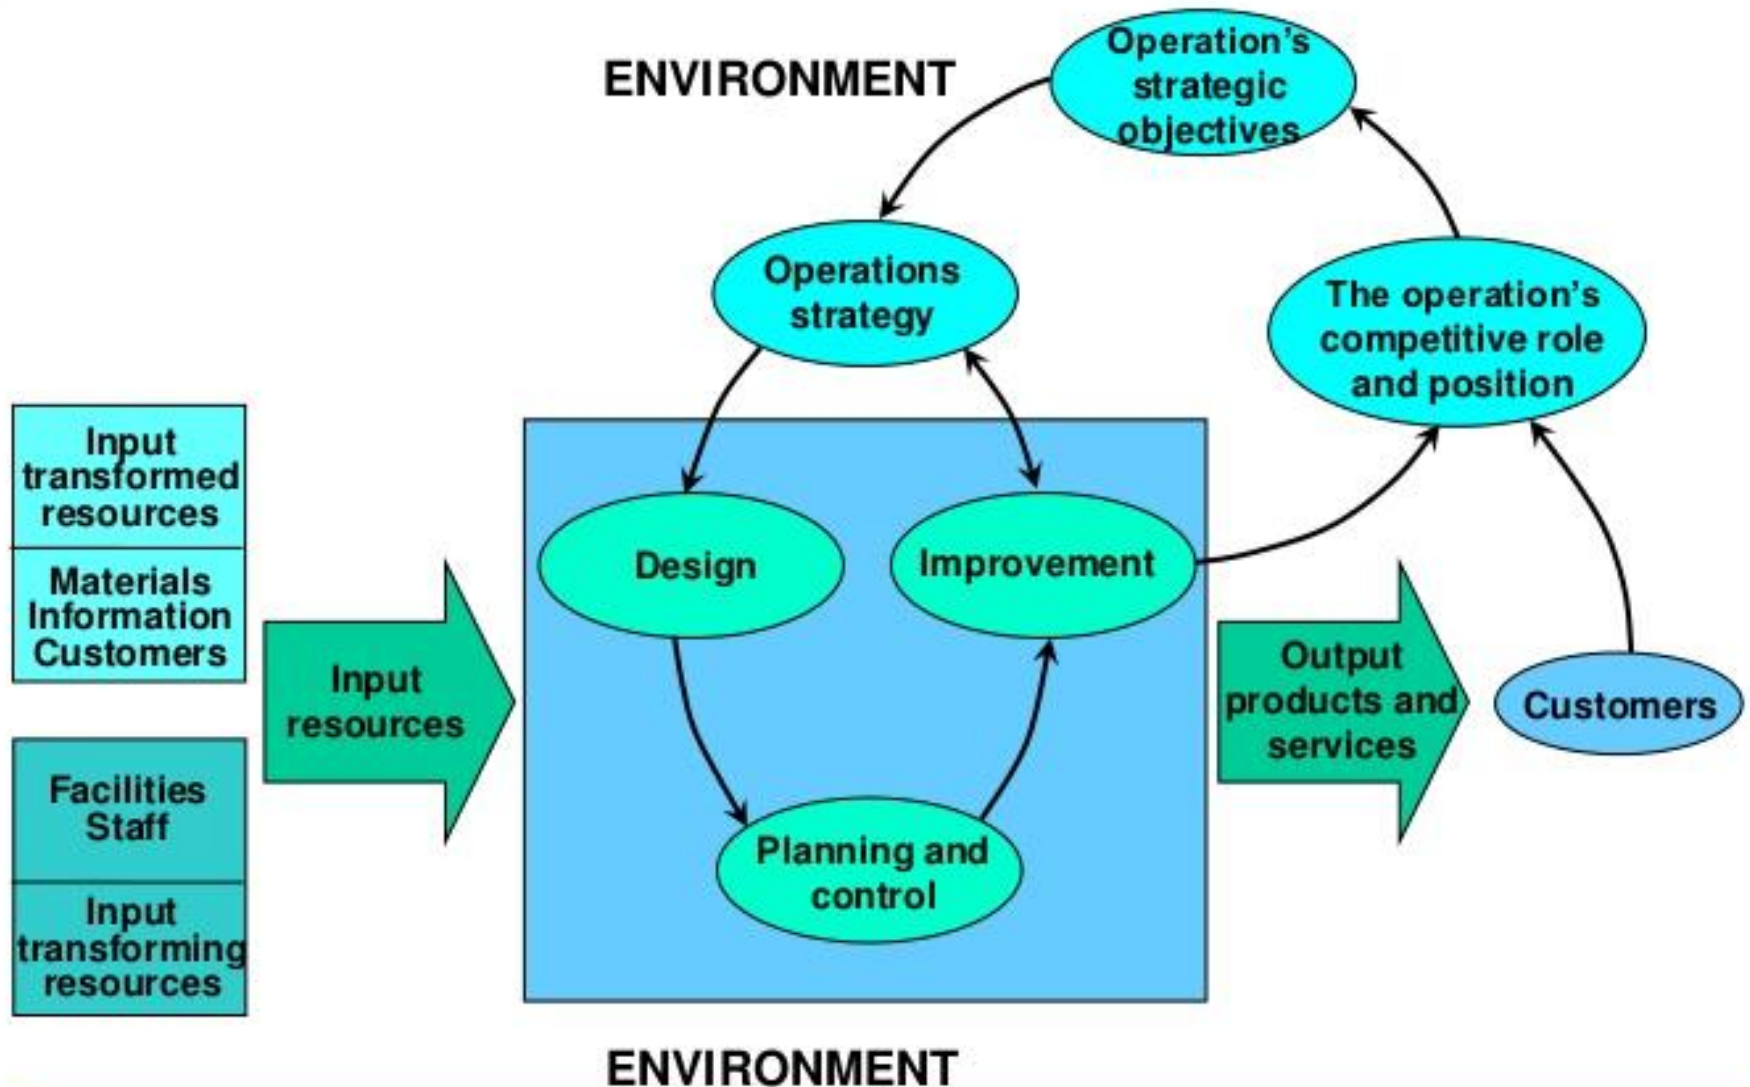 ENVIRONMENT
Operation’s
strategic
objectives
Operations
strategy
The operation’s
competitive role
and position
Input
transformed
resources
Materials
Information
Customers
Input
resources
Facilities
Staff
Input
transforming
resources
Design
Improvement
Planning and
control
Output
products and
services
Customers
ENVIRONMENT